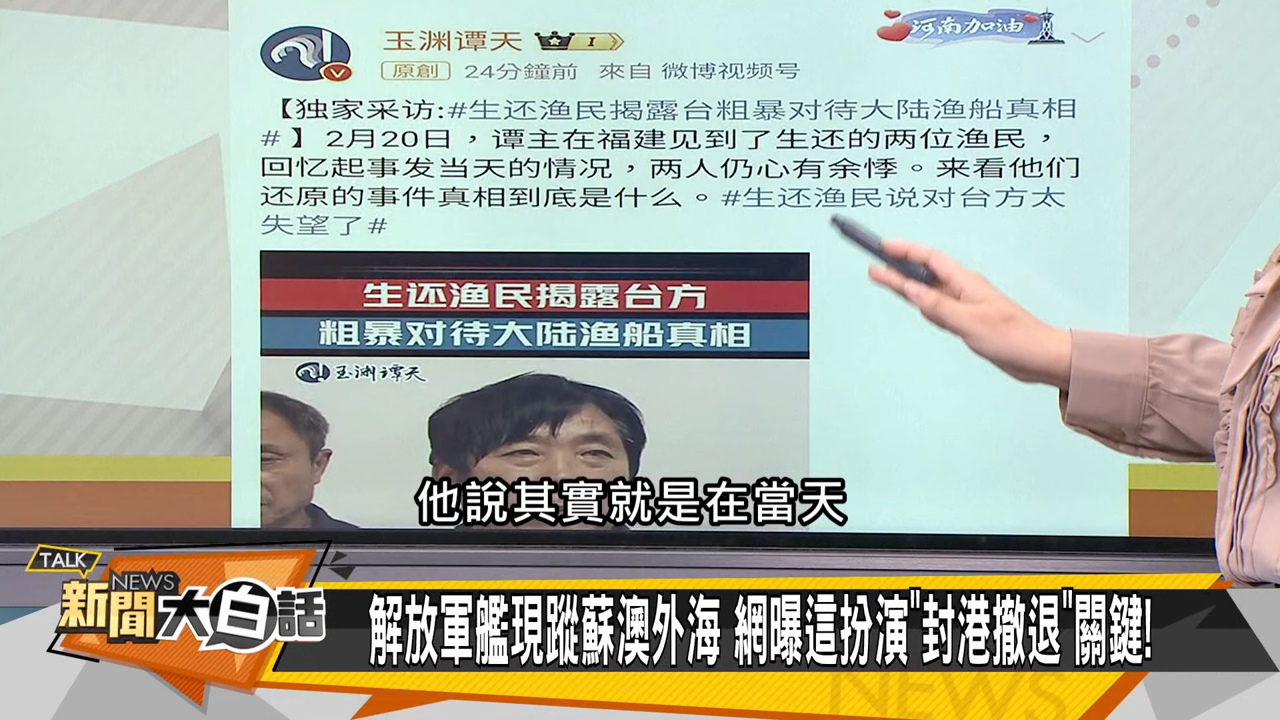 玉渊谭天
I
V
原創 24分鐘前 來自 微博视频号
河南加油
【独家采访:#生还渔民揭露台粗暴对待大陆渔船真相
#】2月20日，谭主在福建见到了生还的两位渔民，
回忆起事发当天的情况，两人仍心有余悸。来看他们
还原的事件真相到底是什么。#生还渔民说对台方太
失望了#
生还渔民揭露台方
粗暴对待大陆渔船真相
玉渊谭天
他說其實就是在當天
TALK
NEWS
新聞大白話
解放軍艦現蹤蘇澳外海 網曝這扮演"封港撤退"關鍵!
NEWS